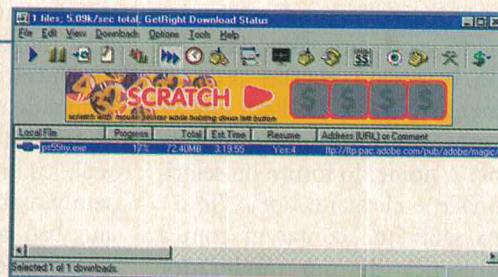 1 files; 5.09k/sec total; GetRight Download Status
File Edit View Downloads Options Tools Help
SS
SCRATCH $ $ $ $
scratch with mouse pointer while holding down left button
Local File Progress Total Est.Time Resume Address (URL) or Comment
ps55try.exe 17% 72.40MB 3:19:55 Yes:4 ftp://ftp.pac.adobe.com/pub/adobe/magic
Selected 1 of 1 downloads.